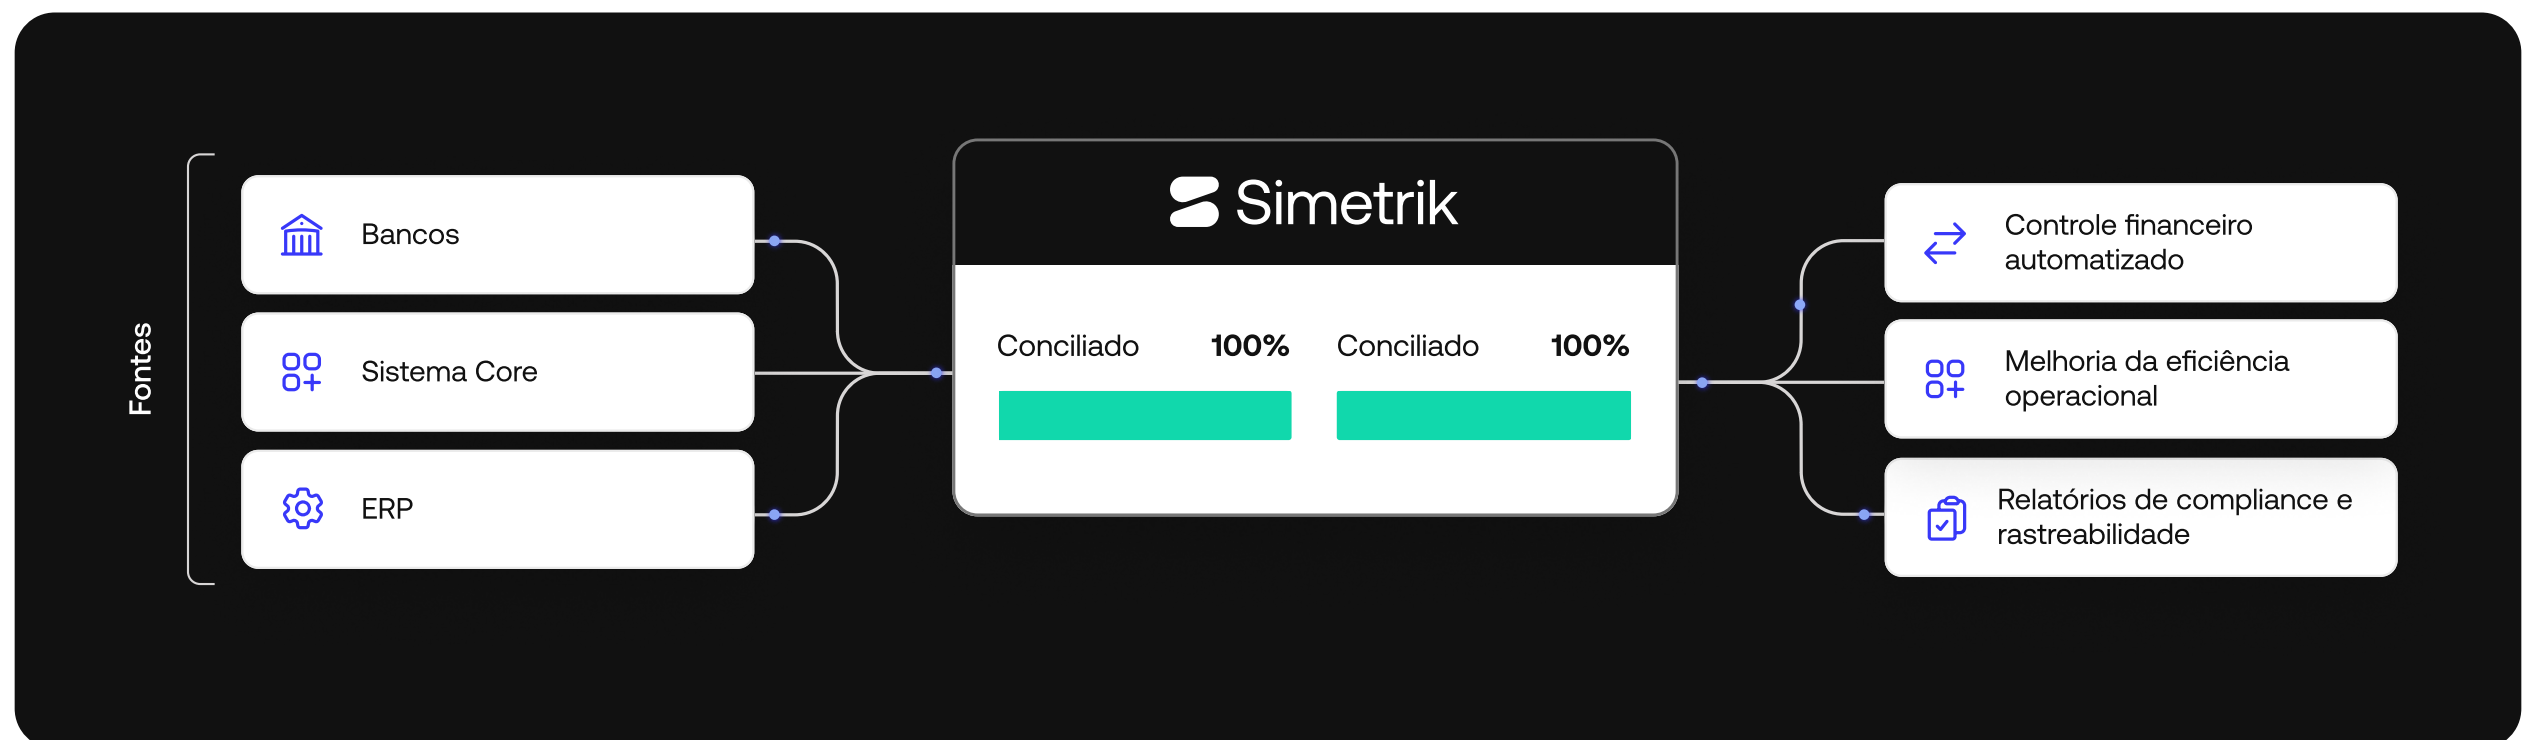 Fontes
Bancos
Sistema Core
ERP
Simetrik
Conciliado 100%
Conciliado 100%
Controle financeiro
automatizado
Melhoria da eficiência
operacional
Relatórios de compliance e
rastreabilidade